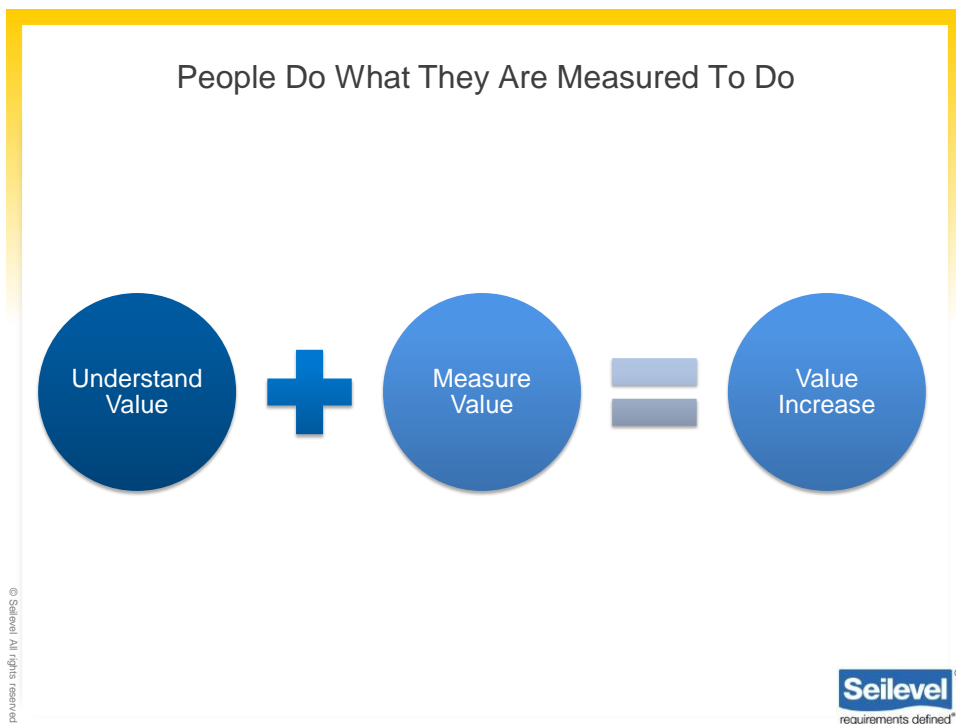 People Do What They Are Measured To Do
Understand
Value
Measure
Value
Value
Increase
© Seilevel All rights reserved
Seilevel
requirements defined®